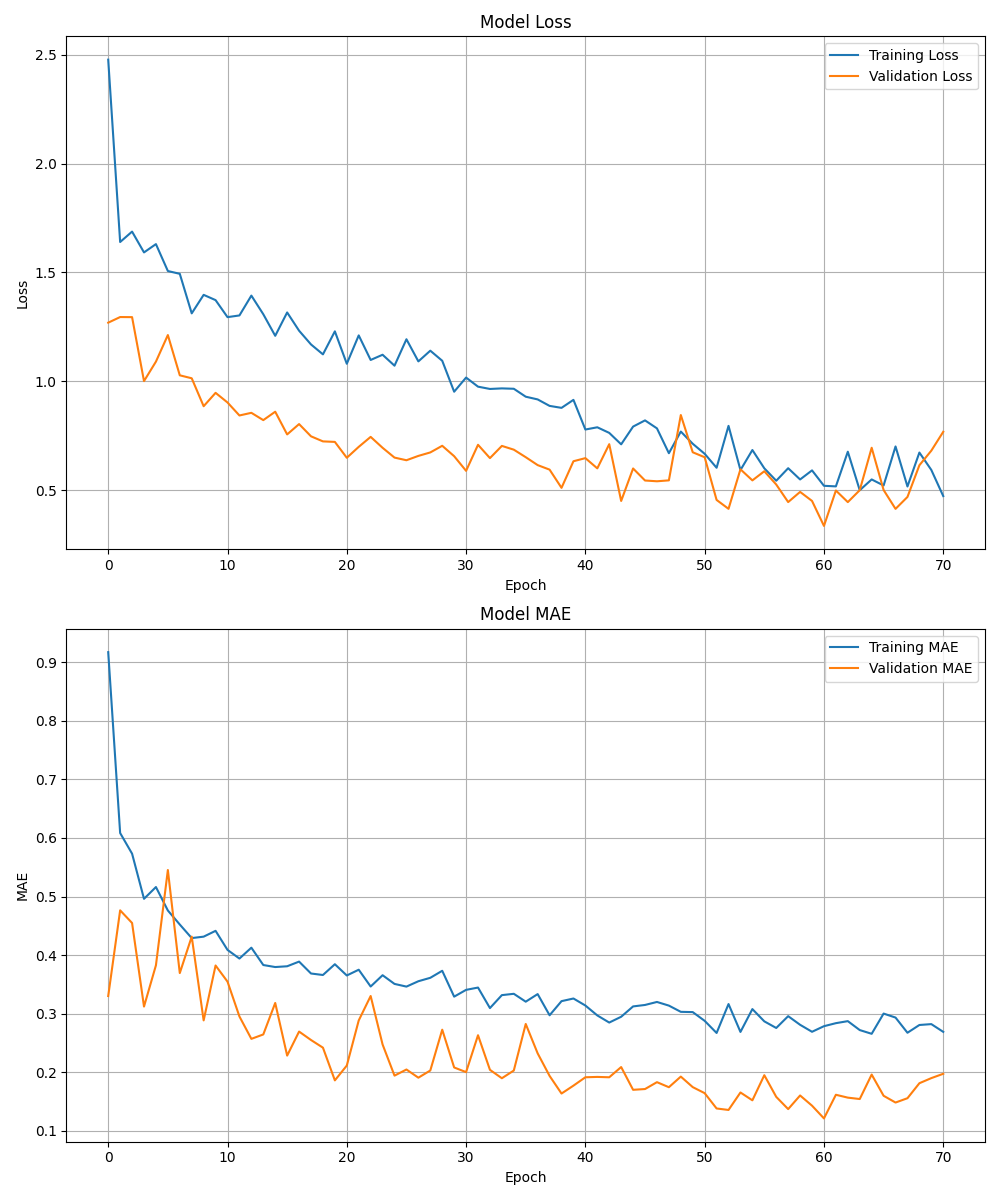 Model Loss
2.5
2.0
1.5
1.0
0.5
Loss
Training Loss
Validation Loss
0 10 20 30 40 50 60 70
Epoch
Model MAE
0.9
0.8
0.7
0.6
0.5
0.4
0.3
0.2
0.1
MAE
Training MAE
Validation MAE
0 10 20 30 40 50 60 70
Epoch